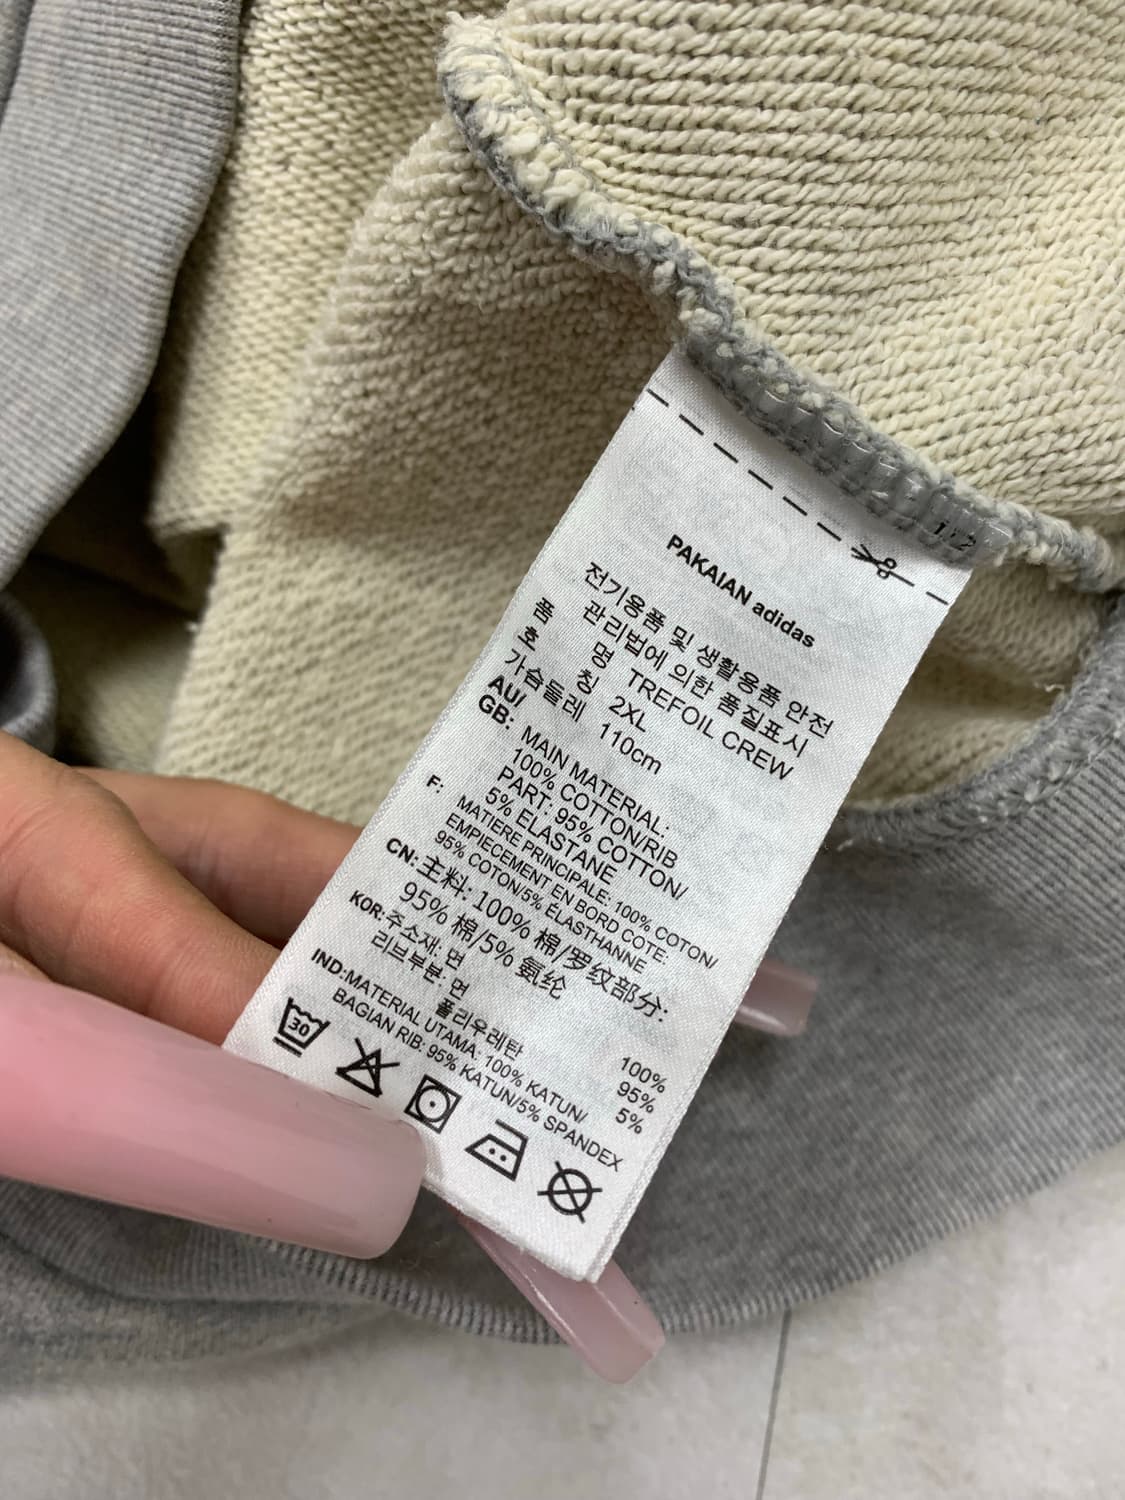 1.2
PAKAIAN adidas
전기용품 및 생활용품 안전
관리법에 의한 품질표시
품 명 TREFOIL CREW
호 칭 2XL
가슴둘레 110cm
AU/
GB: MAIN MATERIAL:
100% COTTON/RIB
PART: 95% COTTON/
5% ELASTANE
F: MATIERE PRINCIPALE: 100% COTON/
EMPIECEMENT EN BORD COTE:
95% COTON/5% ÉLASTHANNE
CN: 主料: 100% 棉/罗纹部分:
95% 棉/5% 氨纶
KOR: 주소재: 면 100%
리브부분: 면 95%
폴리우레탄 5%
IND:MATERIAL UTAMA: 100% KATUN/
BAGIAN RIB: 95% KATUN/5% SPANDEX
30